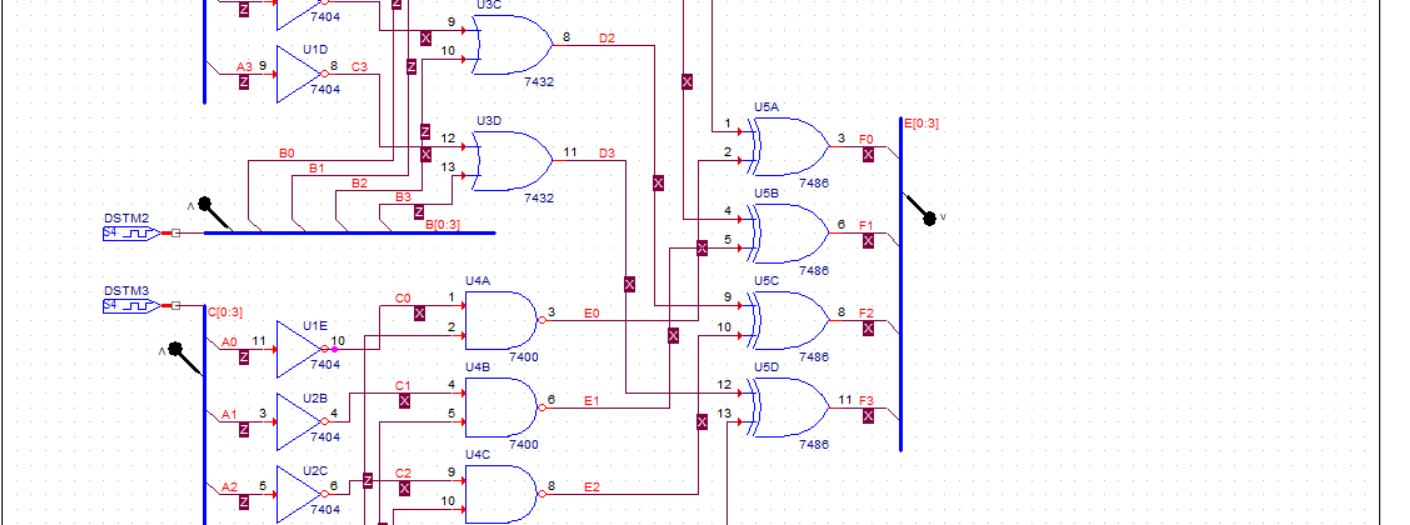 Z
7404
X
Z
U3C
9
X
10
8
D2
7432
A3
9
Z
U1D
8
C3
7404
Z
X
Z
X
U3D
12
13
11
D3
7432
U5A
1
2
3
F0
X
7486
E[0:3]
B0
B1
B2
B3
Z
X
V
DSTM2
S4
V
B[0:3]
U5B
4
5
6
F1
X
X
7486
DSTM3
S4
V
C[0:3]
X
U4A
C0
X
1
2
3
E0
7400
U5C
9
10
8
F2
X
7486
A0
11
Z
U1E
10
7404
X
U4B
C1
X
4
5
6
E1
7400
U5D
12
13
11
F3
X
X
7486
A1
3
Z
U2B
4
7404
U4C
C2
X
Z
9
10
8
E2
A2
5
Z
U2C
6
7404